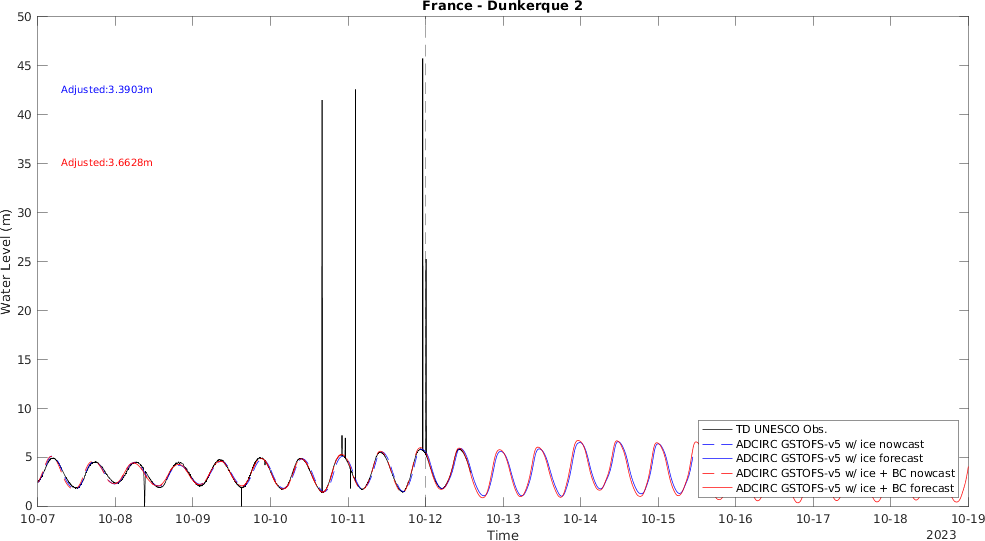 France - Dunkerque 2
50
45
40
35
30
25
20
15
10
5
0
Water Level (m)
Adjusted:3.3903m
Adjusted:3.6628m
TD UNESCO Obs.
ADCIRC GSTOFS-v5 w/ ice nowcast
ADCIRC GSTOFS-v5 w/ ice forecast
ADCIRC GSTOFS-v5 w/ ice + BC nowcast
ADCIRC GSTOFS-v5 w/ ice + BC forecast
10-07 10-08 10-09 10-10 10-11 10-12 10-13 10-14 10-15 10-16 10-17 10-18 10-19
Time
2023